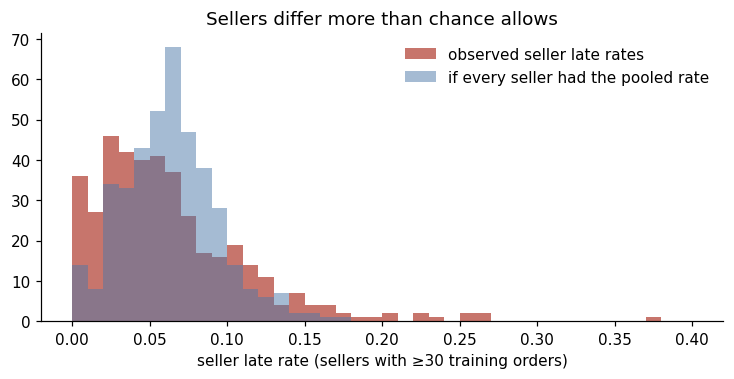 Sellers differ more than chance allows
observed seller late rates
if every seller had the pooled rate
70
60
50
40
30
20
10
0
0.00 0.05 0.10 0.15 0.20 0.25 0.30 0.35 0.40
seller late rate (sellers with ≥30 training orders)